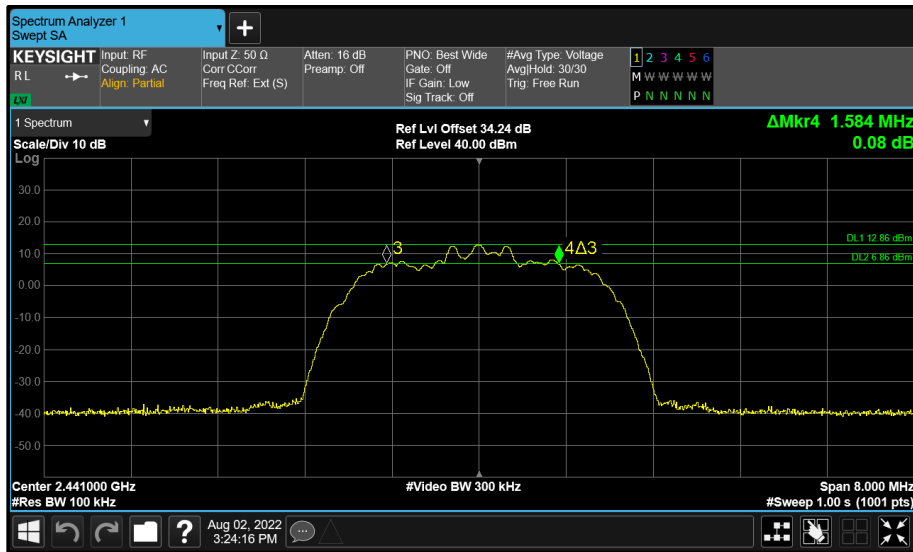 Spectrum Analyzer 1
Swept SA
+
KEYSIGHT
RL
LXI
Input: RF
Coupling: AC
Align: Partial
Input Z: 50 Ω
Corr CCorr
Freq Ref: Ext (S)
Atten: 16 dB
Preamp: Off
PNO: Best Wide
Gate: Off
IF Gain: Low
Sig Track: Off
#Avg Type: Voltage
Avg|Hold: 30/30
Trig: Free Run
1 2 3 4 5 6
M W W W W W
P N N N N N
1 Spectrum
Scale/Div 10 dB
Ref Lvl Offset 34.24 dB
Ref Level 40.00 dBm
ΔMkr4 1.584 MHz
0.08 dB
Log
30.0
20.0
DL1 12.86 dBm
10.0
3
4Δ3
DL2 6.86 dBm
0.00
-10.0
-20.0
-30.0
-40.0
-50.0
Center 2.441000 GHz
#Video BW 300 kHz
Span 8.000 MHz
#Res BW 100 kHz
#Sweep 1.00 s (1001 pts)
?
Aug 02, 2022
3:24:16 PM